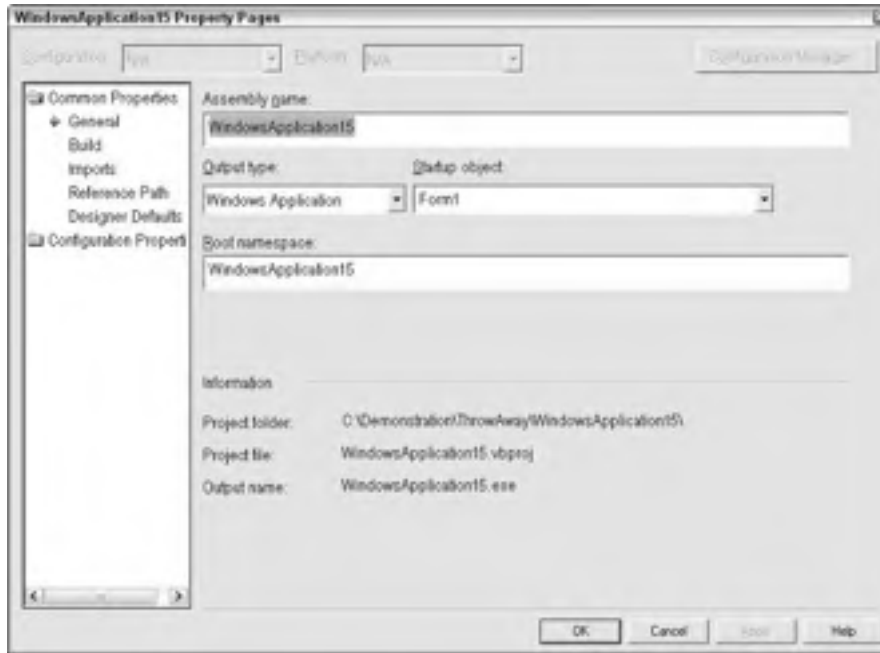 WindowsApplication15 Property Pages
Configuration: N/A Platform: N/A Configuration Manager
Common Properties
General
Build
Imports
Reference Path
Designer Defaults
Configuration Properti
Assembly name:
WindowsApplication15
Output type: Startup object:
Windows Application Form1
Root namespace:
WindowsApplication15
Information
Project folder: C:\Demonstration\ThrowAway\WindowsApplication15\
Project file: WindowsApplication15.vbproj
Output name: WindowsApplication15.exe
OK Cancel Apply Help